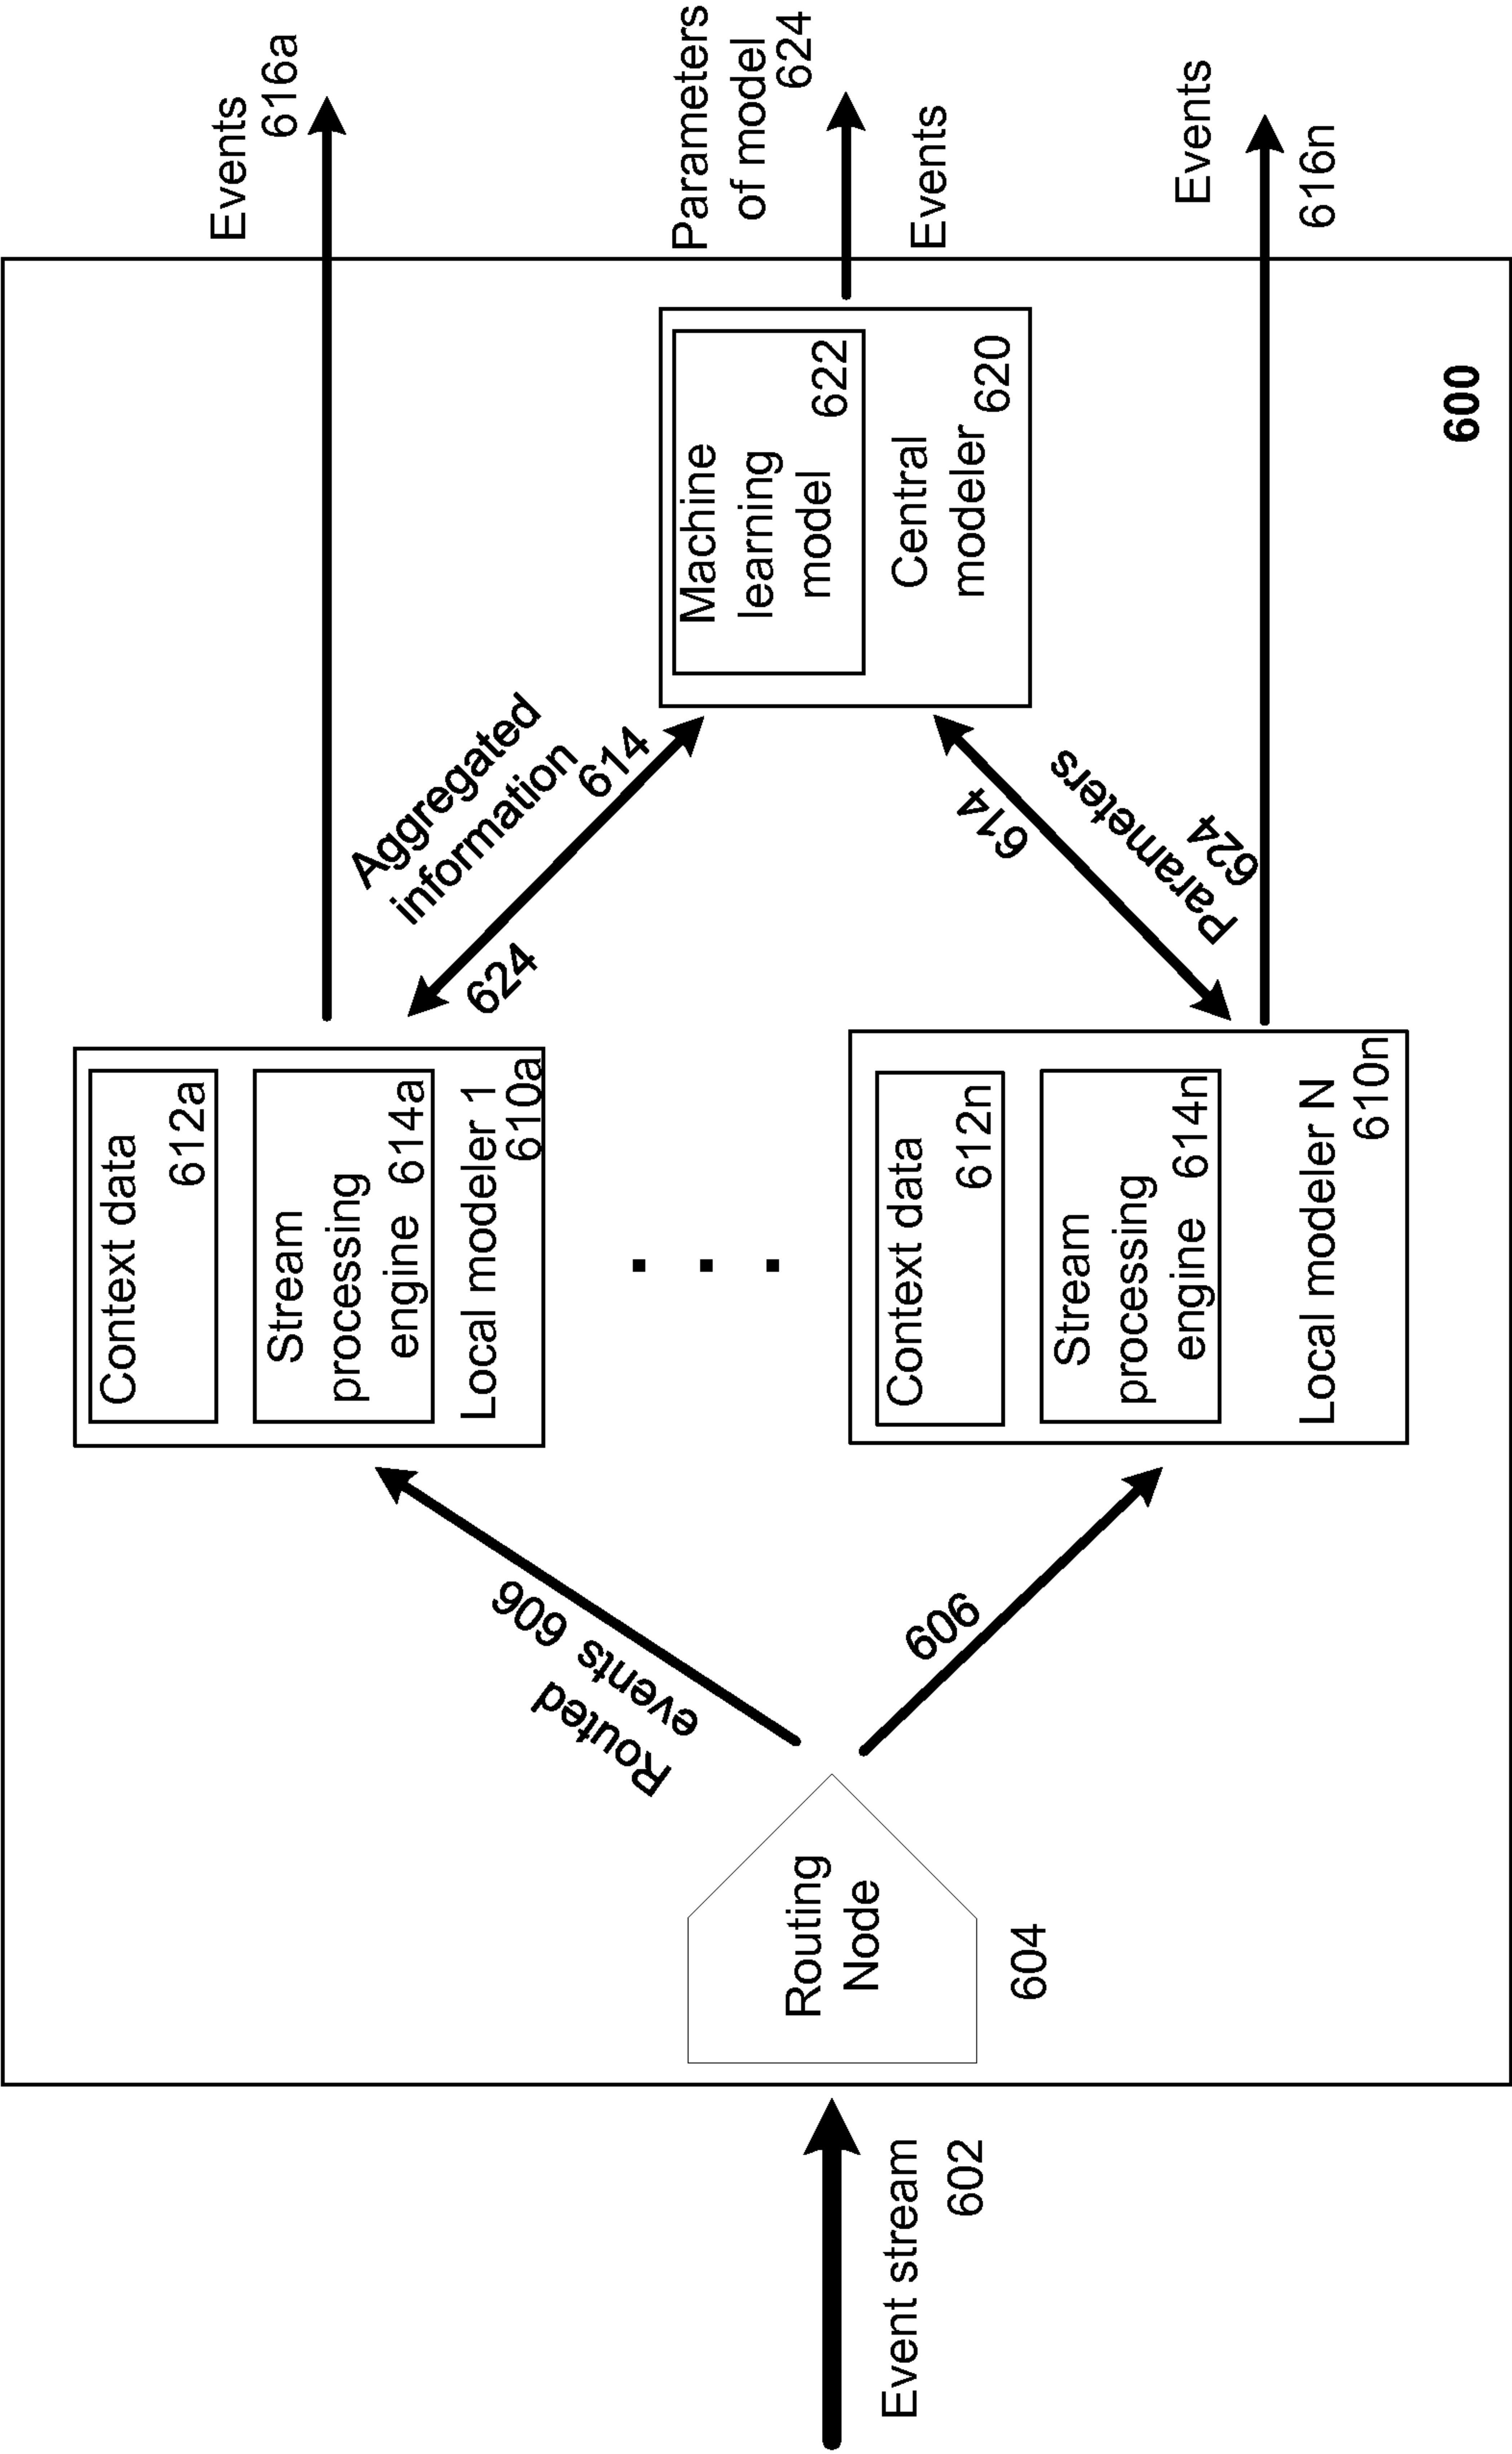 Event stream
602
Routing
Node
604
Routed
events 606
606
Context data
612a
Stream
processing
engine 614a
Local modeler 1
610a
. . .
Context data
612n
Stream
processing
engine 614n
Local modeler N
610n
Aggregated
information
614
624
614
Parameters
624
Machine
learning
model
622
Central
modeler 620
Events
616a
Parameters
of model
624
Events
Events
616n
600